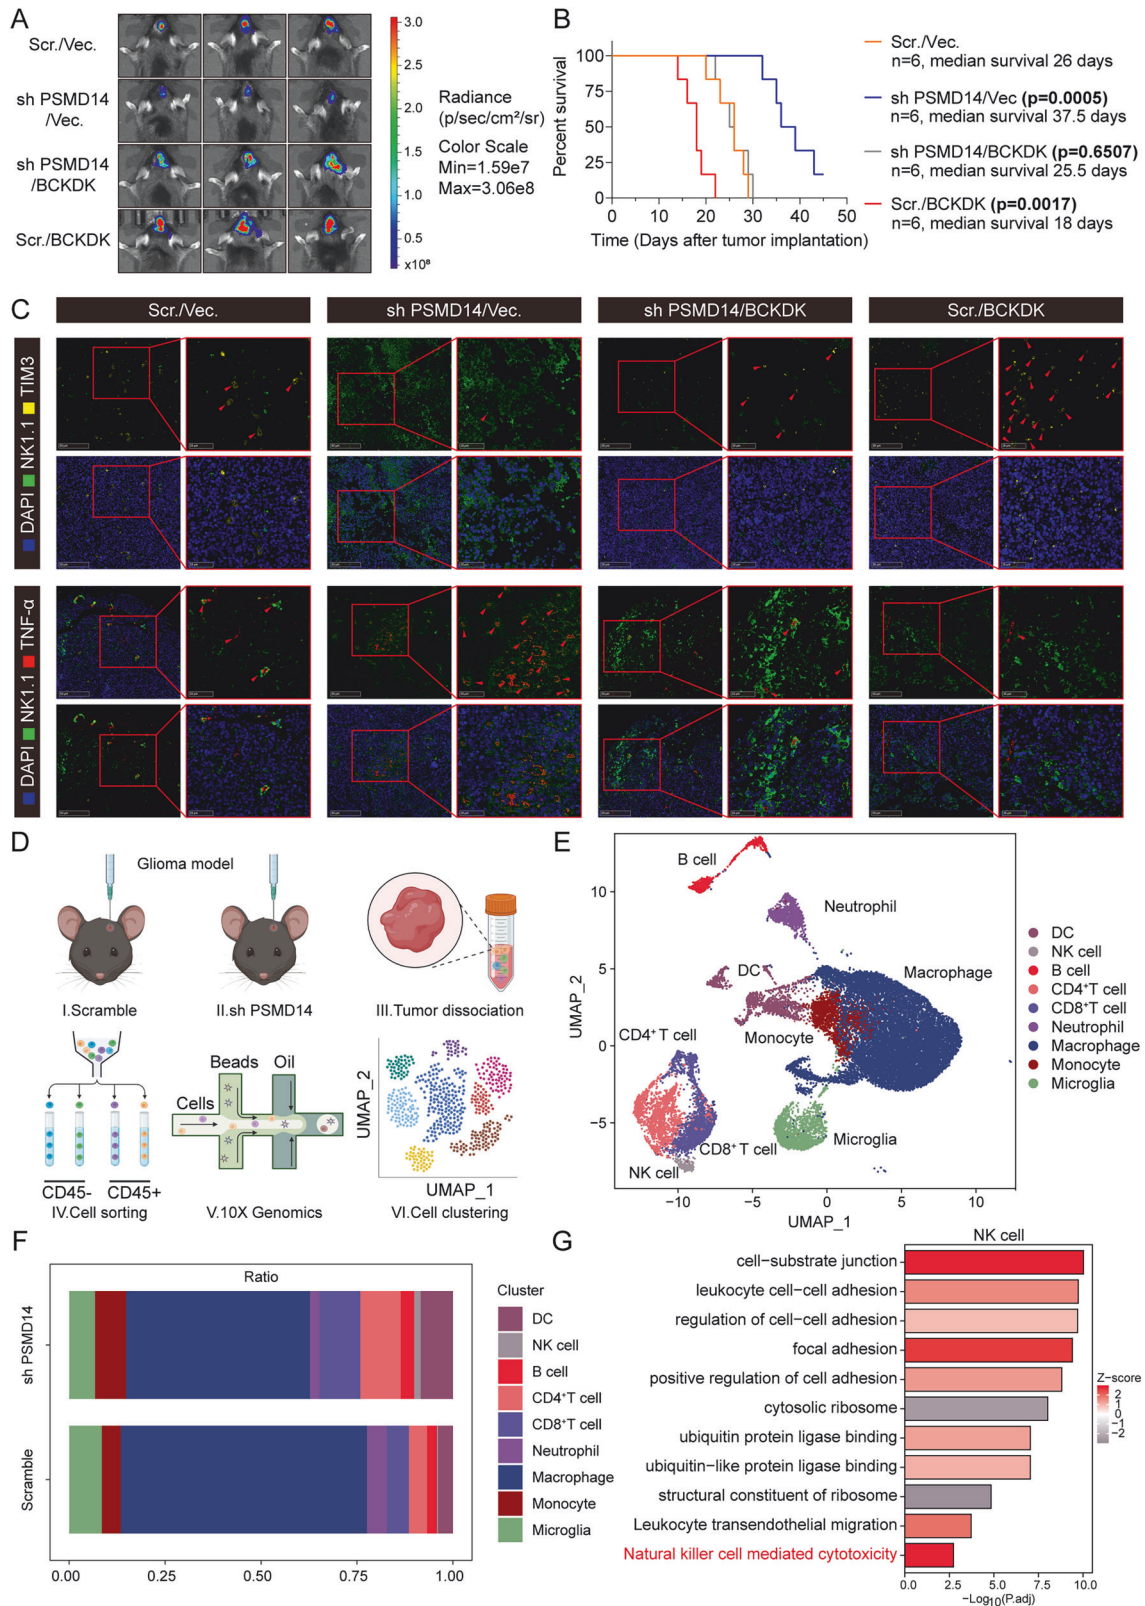 A
Scr./Vec.
sh PSMD14
/Vec.
sh PSMD14
/BCKDK
Scr./BCKDK
3.0
2.5
2.0
1.5
1.0
0.5
x10⁸
Radiance
(p/sec/cm²/sr)
Color Scale
Min=1.59e7
Max=3.06e8
B
Percent survival
100
75
50
25
0
0 10 20 30 40 50
Time (Days after tumor implantation)
Scr./Vec.
n=6, median survival 26 days
sh PSMD14/Vec (p=0.0005)
n=6, median survival 37.5 days
sh PSMD14/BCKDK (p=0.6507)
n=6, median survival 25.5 days
Scr./BCKDK (p=0.0017)
n=6, median survival 18 days
C
Scr./Vec.
sh PSMD14/Vec.
sh PSMD14/BCKDK
Scr./BCKDK
DAPI NK1.1 TIM3
DAPI NK1.1 TNF-α
D
Glioma model
I.Scramble
II.sh PSMD14
III.Tumor dissociation
CD45- CD45+
IV.Cell sorting
Beads Oil
Cells
V.10X Genomics
UMAP_2
UMAP_1
VI.Cell clustering
E
UMAP_2
10
5
0
−5
−10 −5 0 5 10
UMAP_1
B cell
Neutrophil
DC
Macrophage
Monocyte
CD4⁺ T cell
CD8⁺ T cell
NK cell
Microglia
DC
NK cell
B cell
CD4⁺T cell
CD8⁺T cell
Neutrophil
Macrophage
Monocyte
Microglia
F
Ratio
sh PSMD14
Scramble
0.00 0.25 0.50 0.75 1.00
Cluster
DC
NK cell
B cell
CD4⁺T cell
CD8⁺T cell
Neutrophil
Macrophage
Monocyte
Microglia
G
NK cell
cell−substrate junction
leukocyte cell−cell adhesion
regulation of cell−cell adhesion
focal adhesion
positive regulation of cell adhesion
cytosolic ribosome
ubiquitin protein ligase binding
ubiquitin−like protein ligase binding
structural constituent of ribosome
Leukocyte transendothelial migration
Natural killer cell mediated cytotoxicity
0.0 2.5 5.0 7.5 10.0
−Log₁₀(P.adj)
Z−score
2
1
0
−1
−2